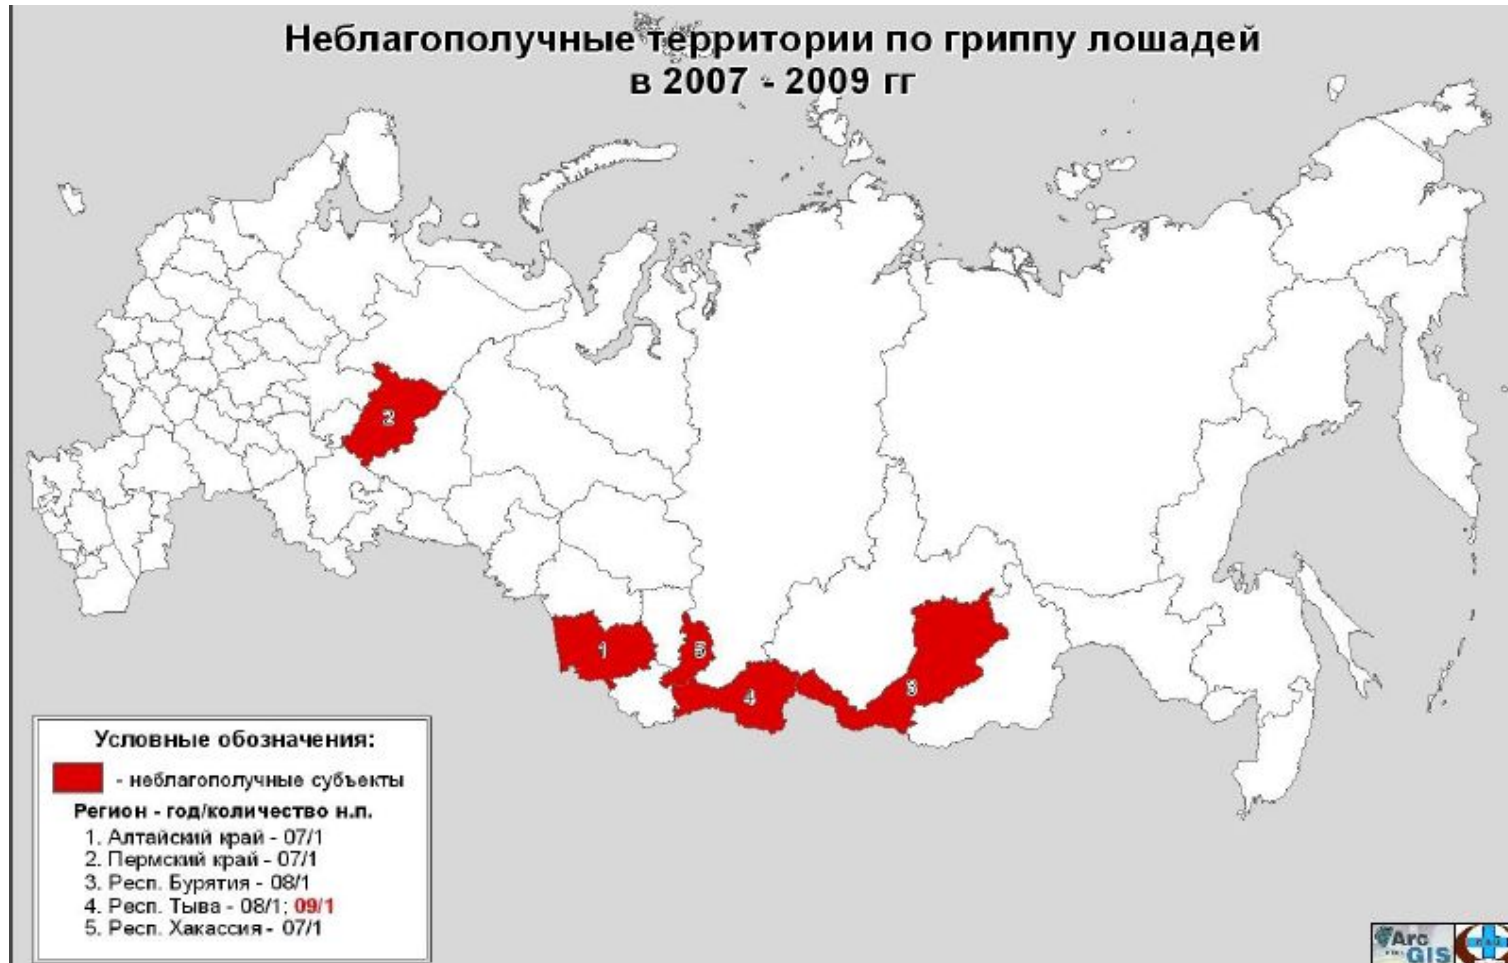 Неблагополучные территории по гриппу лошадей
в 2007 - 2009 гг
2
1
5
4
3
Условные обозначения:
- неблагополучные субъекты
Регион - год/количество н.п.
1. Алтайский край - 07/1
2. Пермский край - 07/1
3. Респ. Бурятия - 08/1
4. Респ. Тыва - 08/1; 09/1
5. Респ. Хакассия - 07/1
Arc
GIS